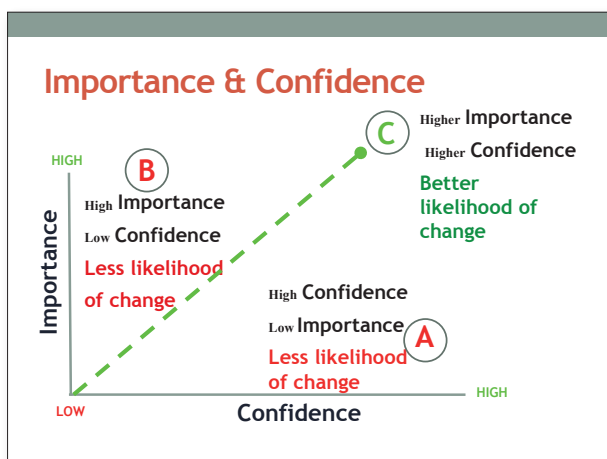 Importance & Confidence
C
Higher Importance
Higher Confidence
Better
likelihood of
change
HIGH
B
High Importance
Low Confidence
Less likelihood
of change
Importance
High Confidence
Low Importance
A
Less likelihood
of change
LOW
Confidence
HIGH